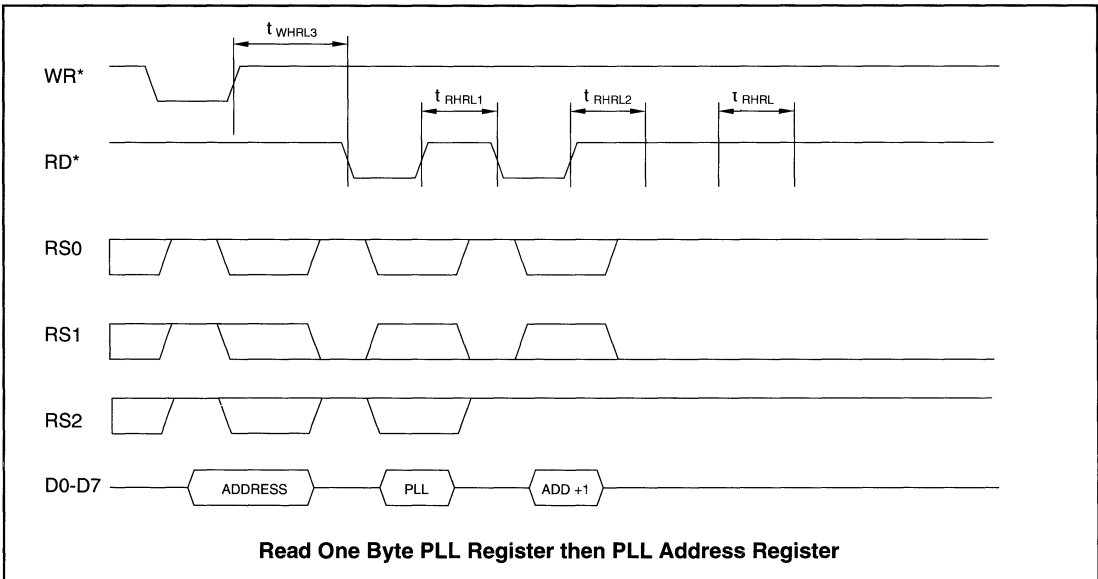 t WHRL3
WR*
t RHRL1
t RHRL2
τ RHRL
RD*
RS0
RS1
RS2
D0-D7
ADDRESS
PLL
ADD +1
Read One Byte PLL Register then PLL Address Register